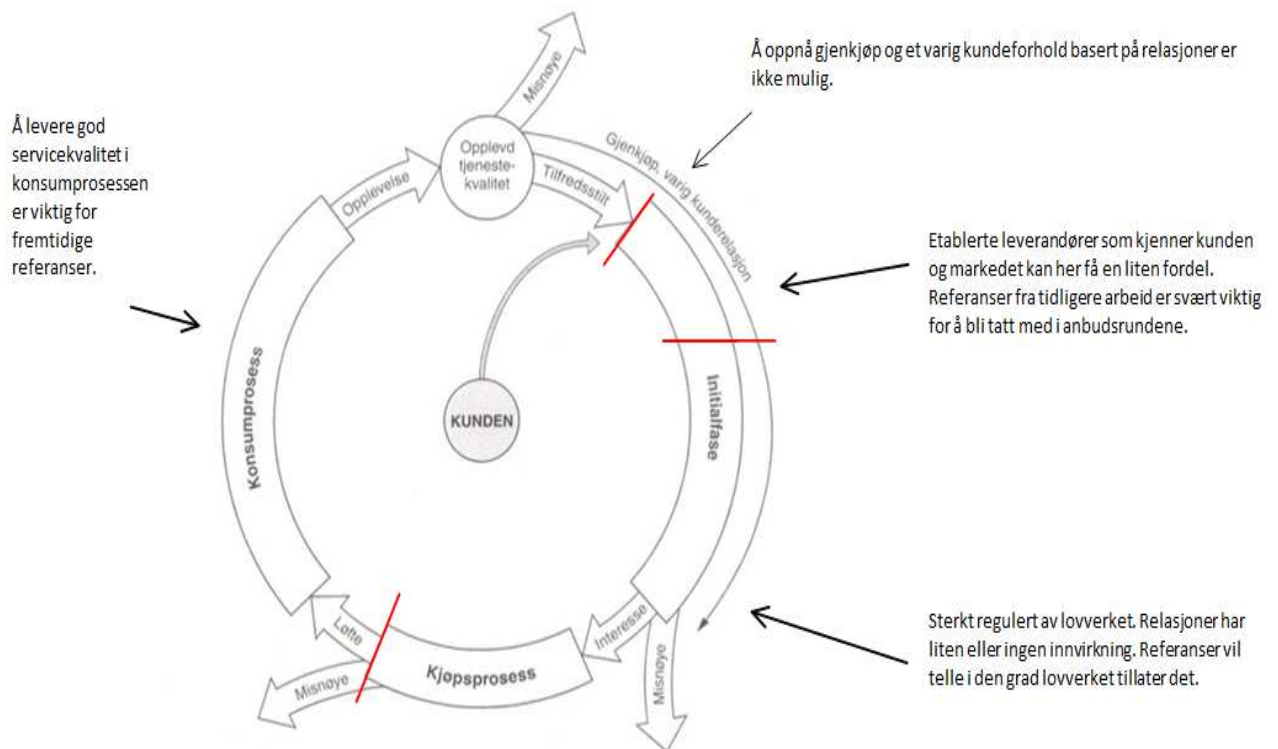 Å oppnå gjenkjøp og et varig kundeforhold basert på relasjoner er
ikke mulig.
Å levere god
servicekvalitet i
konsumprosessen
er viktig for
fremtidige
referanser.
Misnøye
Opplevd
tjeneste-
kvalitet
Opplevelse
Tilfredsstilt
Gjenkjøp, varig kunderelasjon
Etablerte leverandører som kjenner kunden
og markedet kan her få en liten fordel.
Referanser fra tidligere arbeid er svært viktig
for å bli tatt med i anbudsrundene.
Konsumprosess
KUNDEN
Initialfase
Løfte
Misnøye
Kjøpsprosess
Interesse
Misnøye
Sterkt regulert av lovverket. Relasjoner har
liten eller ingen innvirkning. Referanser vil
telle i den grad lovverket tillater det.